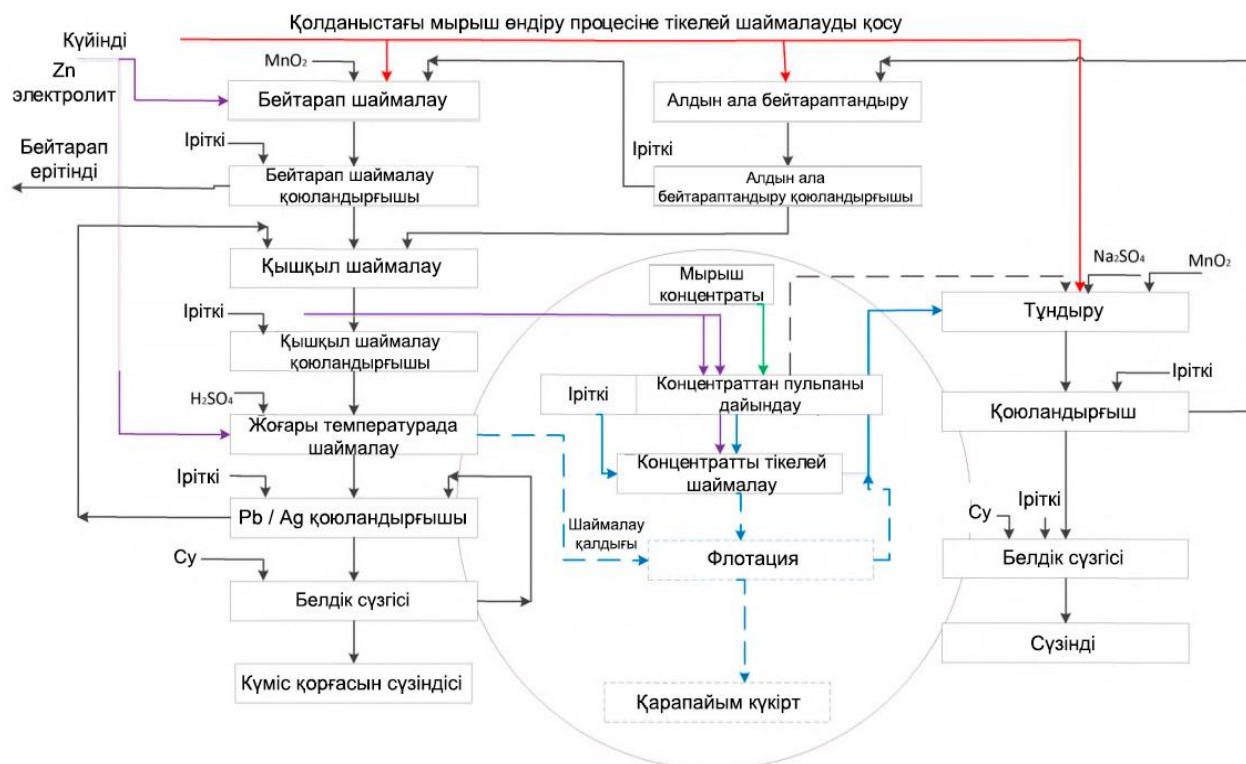 Қолданыстағы мырыш өндіру процесіне тікелей шаймалауды қосу
Күйінді
Zn
электролит
MnO₂
Бейтарап шаймалау
Алдын ала бейтараптандыру
Іріткі
Іріткі
Бейтарап
ерітінді
Бейтарап шаймалау
қоюландырғышы
Алдын ала
бейтараптандыру қоюландырғышы
Қышқыл шаймалау
Мырыш
концентраты
Na₂SO₄
MnO₂
Тұндыру
Іріткі
Қышқыл шаймалау
қоюландырғышы
Іріткі
Концентраттан пульпаны
дайындау
Іріткі
Қоюландырғыш
H₂SO₄
Жоғары температурада
шаймалау
Концентратты тікелей
шаймалау
Іріткі
Pb / Ag қоюландырғышы
Шаймалау
қалдығы
Флотация
Су
Іріткі
Белдік сүзгісі
Су
Белдік сүзгісі
Сүзінді
Күміс қорғасын сүзіндісі
Қарапайым күкірт